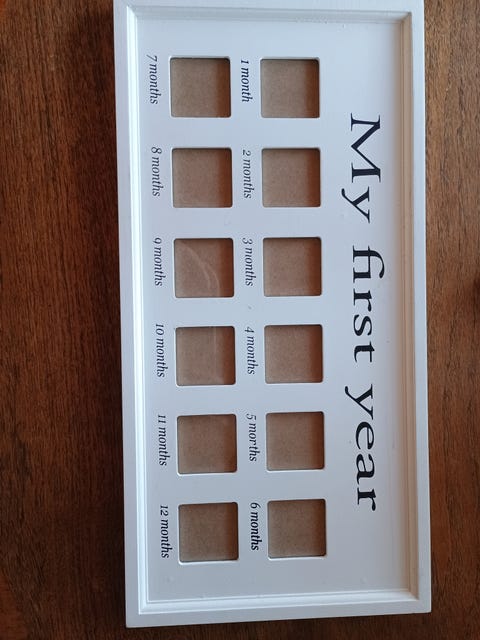 My first year
1 month
2 months
3 months
4 months
5 months
6 months
7 months
8 months
9 months
10 months
11 months
12 months